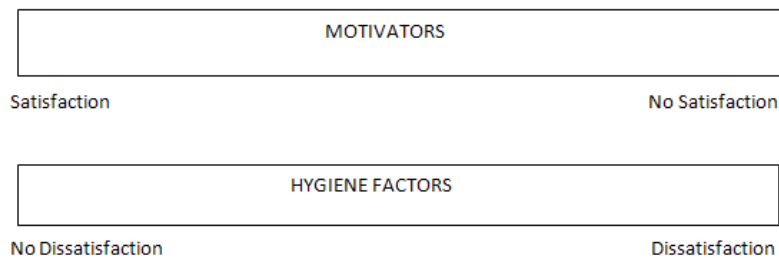 MOTIVATORS
Satisfaction No Satisfaction
HYGIENE FACTORS
No Dissatisfaction Dissatisfaction